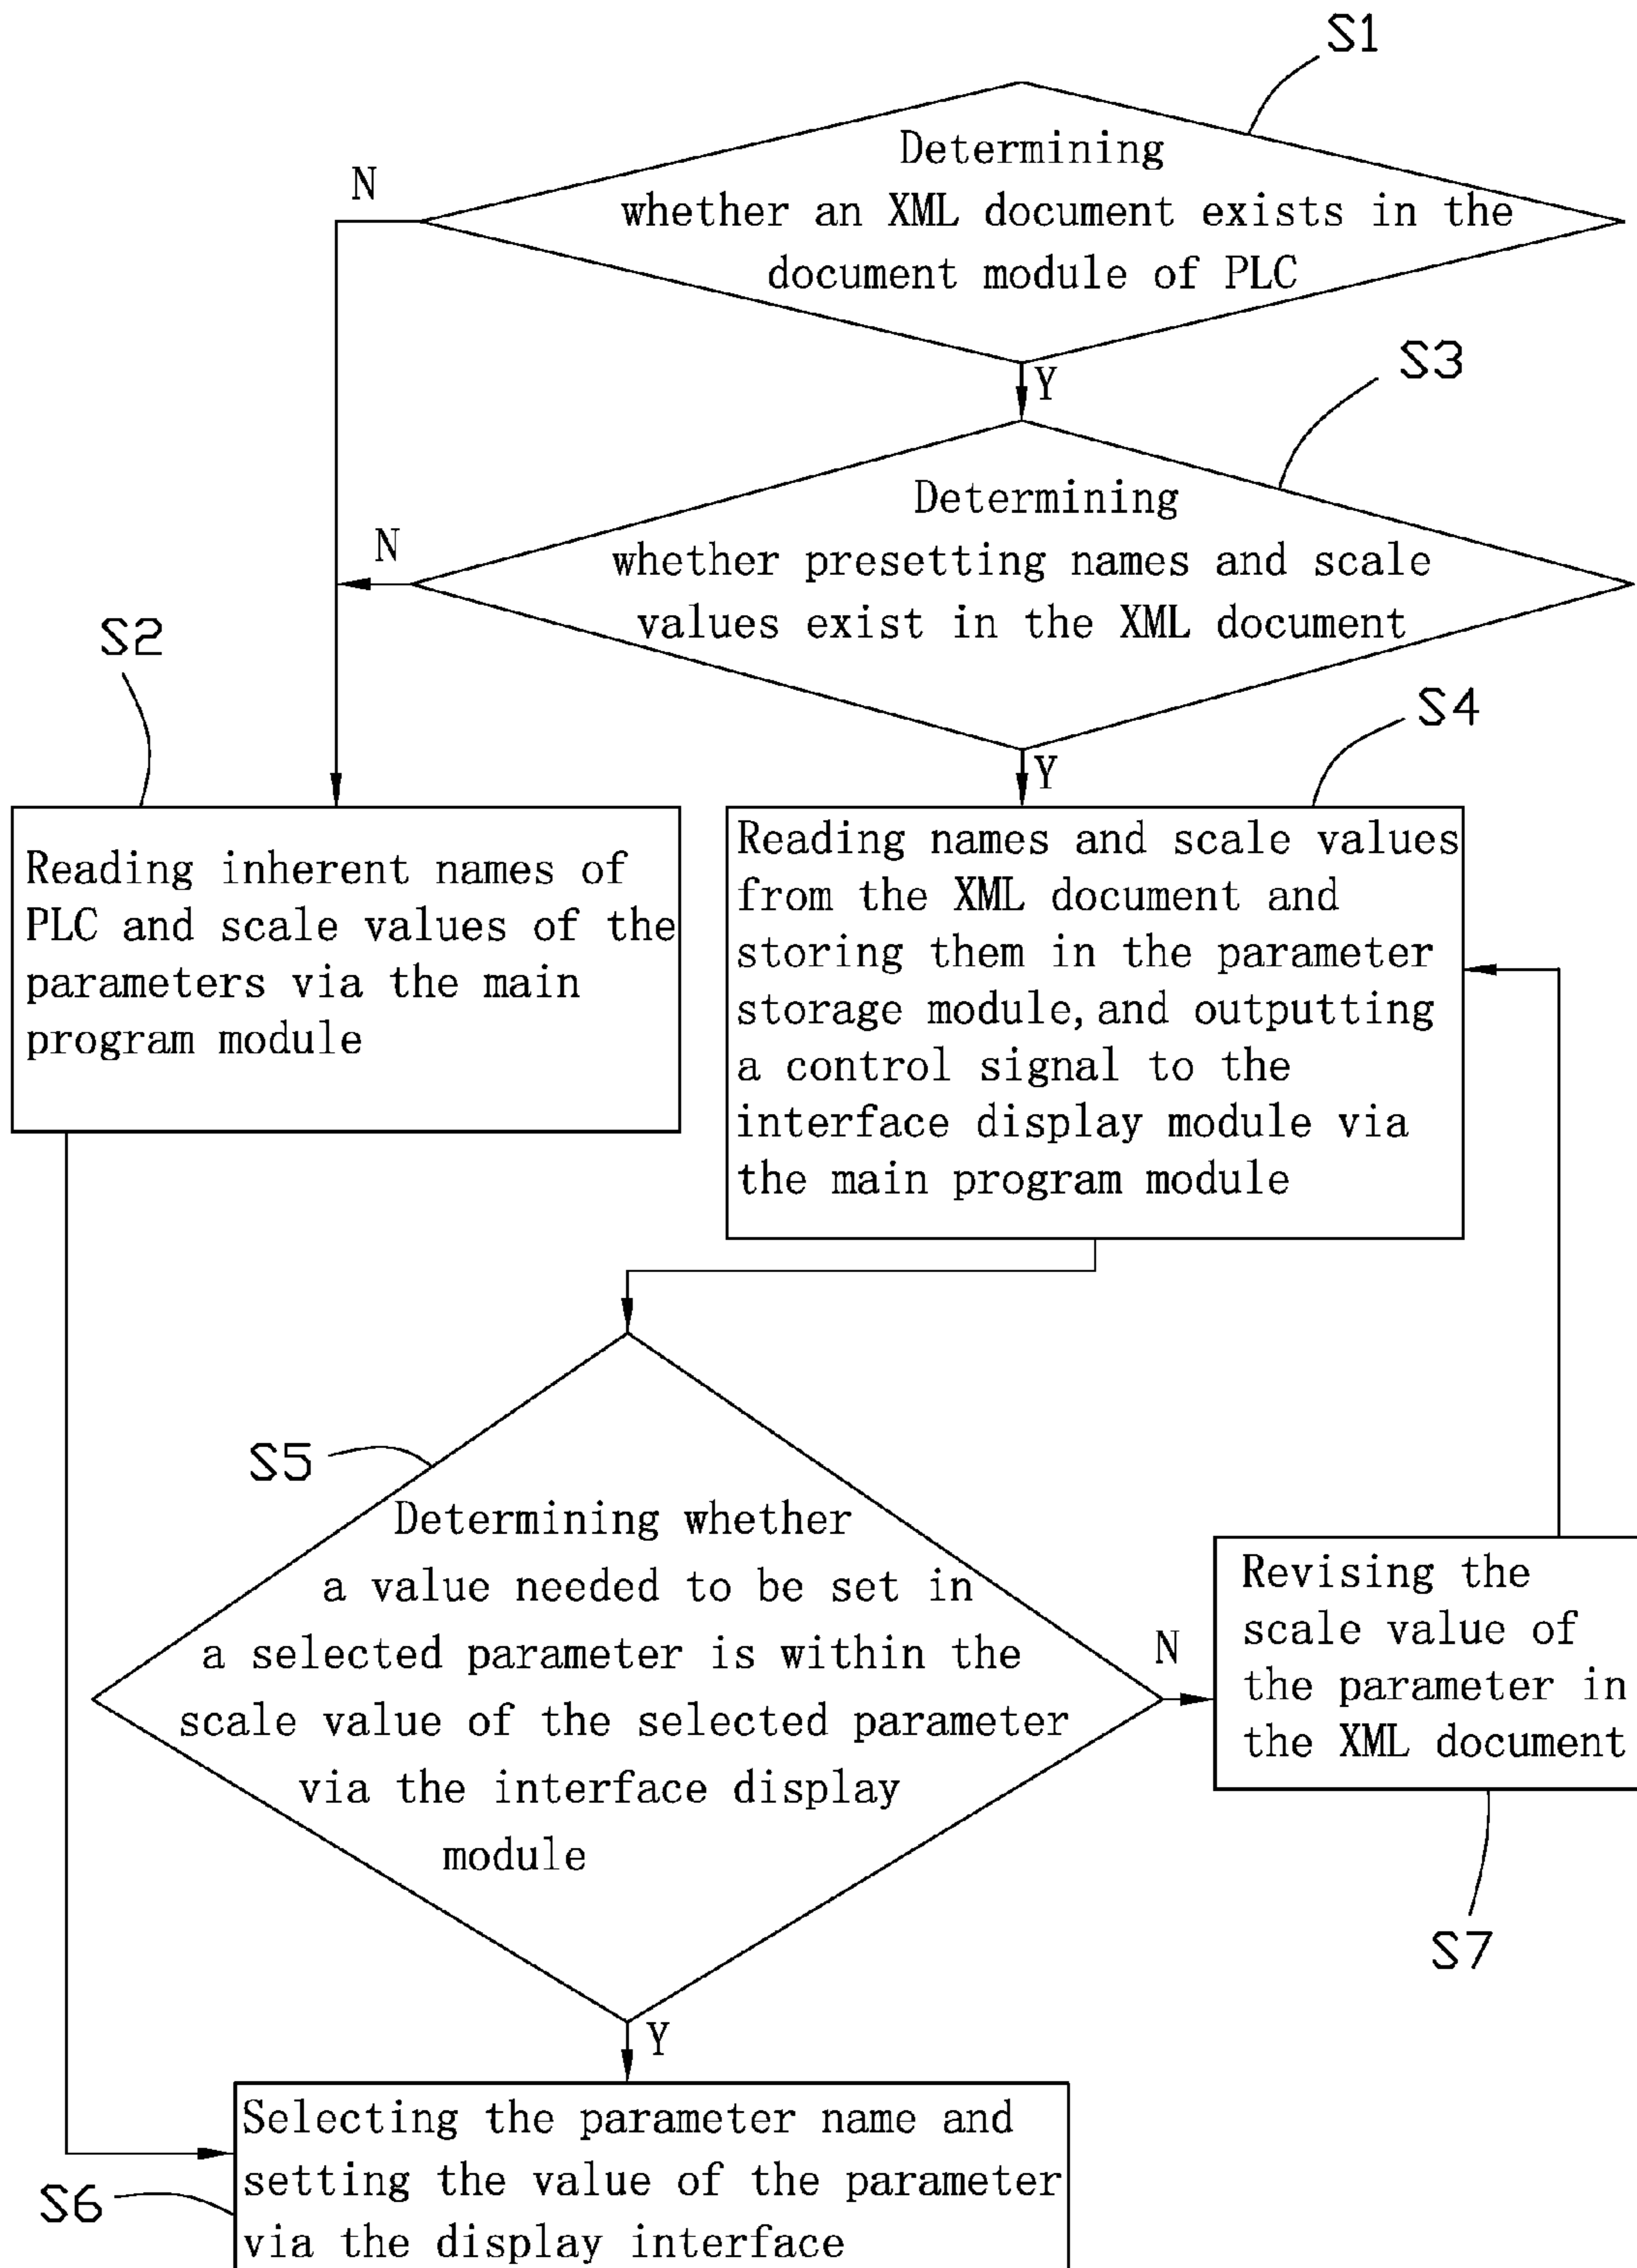 S1
Determining
whether an XML document exists in the
document module of PLC
N
Y
S3
Determining
whether presetting names and scale
values exist in the XML document
N
Y
S2
Reading inherent names of
PLC and scale values of the
parameters via the main
program module
S4
Reading names and scale values
from the XML document and
storing them in the parameter
storage module, and outputting
a control signal to the
interface display module via
the main program module
S5
Determining whether
a value needed to be set in
a selected parameter is within the
scale value of the selected parameter
via the interface display
module
N
Y
Revising the
scale value of
the parameter in
the XML document
S7
Selecting the parameter name and
setting the value of the parameter
via the display interface
S6